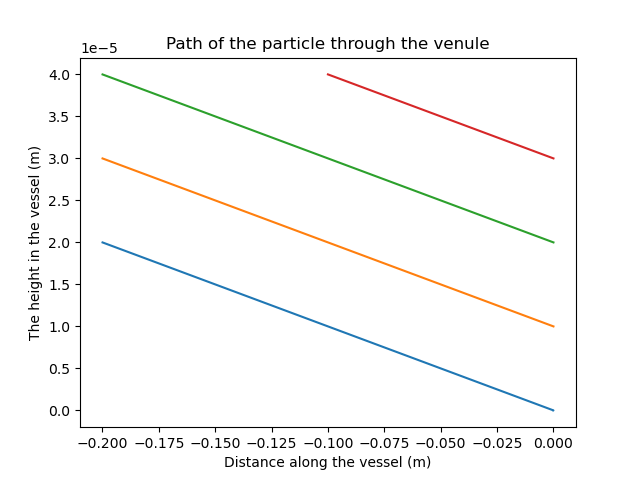 Path of the particle through the venule
1e−5
4.0
3.5
3.0
2.5
2.0
1.5
1.0
0.5
0.0
The height in the vessel (m)
−0.200 −0.175 −0.150 −0.125 −0.100 −0.075 −0.050 −0.025 0.000
Distance along the vessel (m)